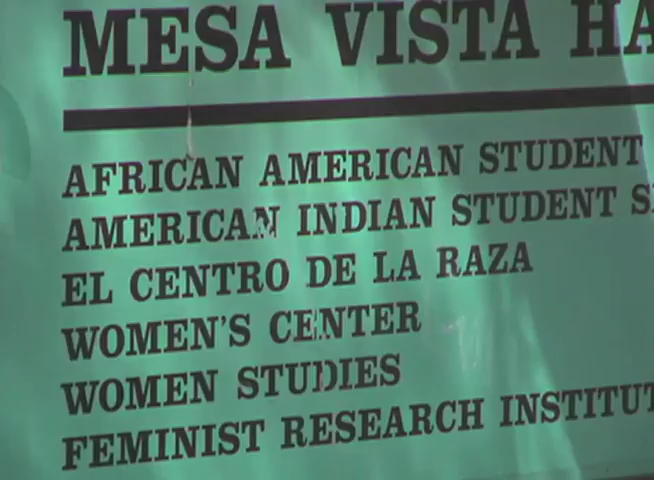 MESA VISTA HA
AFRICAN AMERICAN STUDENT
AMERICAN INDIAN STUDENT S
EL CENTRO DE LA RAZA
WOMEN'S CENTER
WOMEN STUDIES
FEMINIST RESEARCH INSTITUT